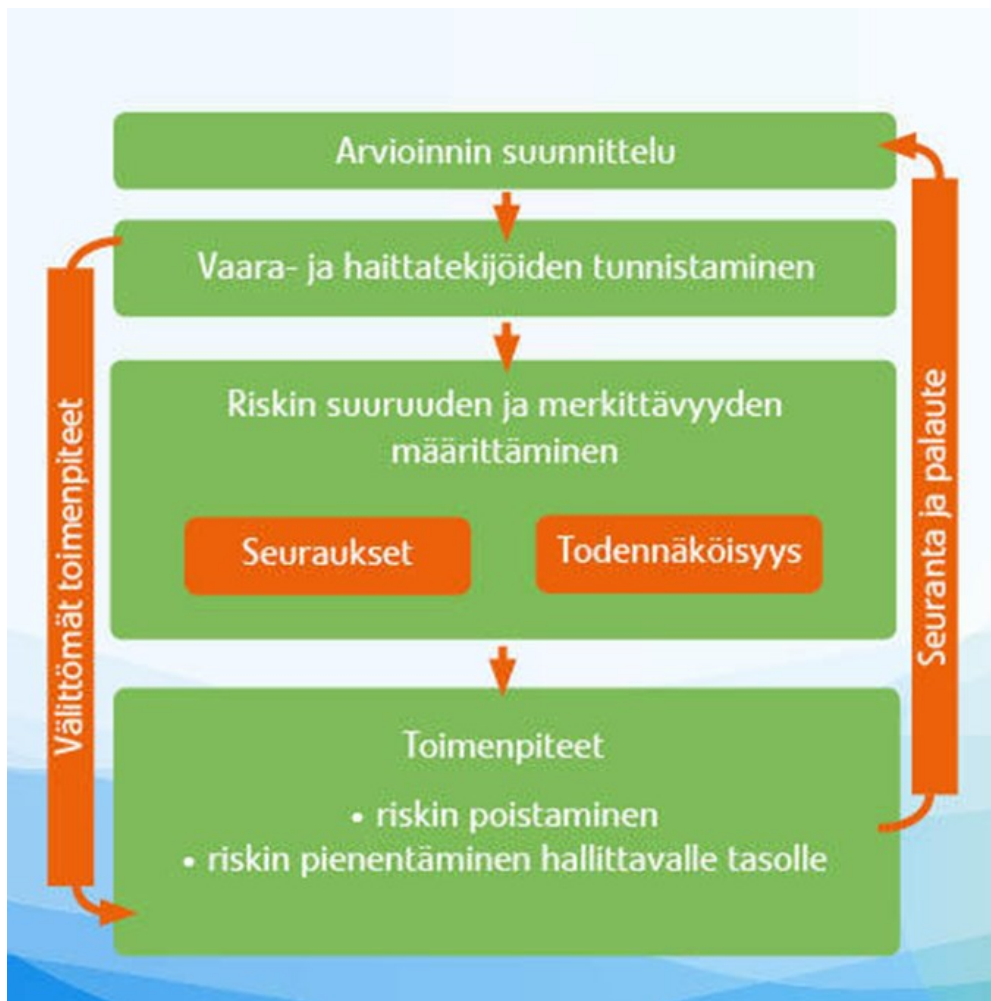 Arvioinnin suunnittelu
Vaara- ja haittatekijöiden tunnistaminen
Riskin suuruuden ja merkittävyyden
määrittäminen
Seuraukset
Todennäköisyys
Toimenpiteet
• riskin poistaminen
• riskin pienentäminen hallittavalle tasolle
Välittömät toimenpiteet
Seuranta ja palaute